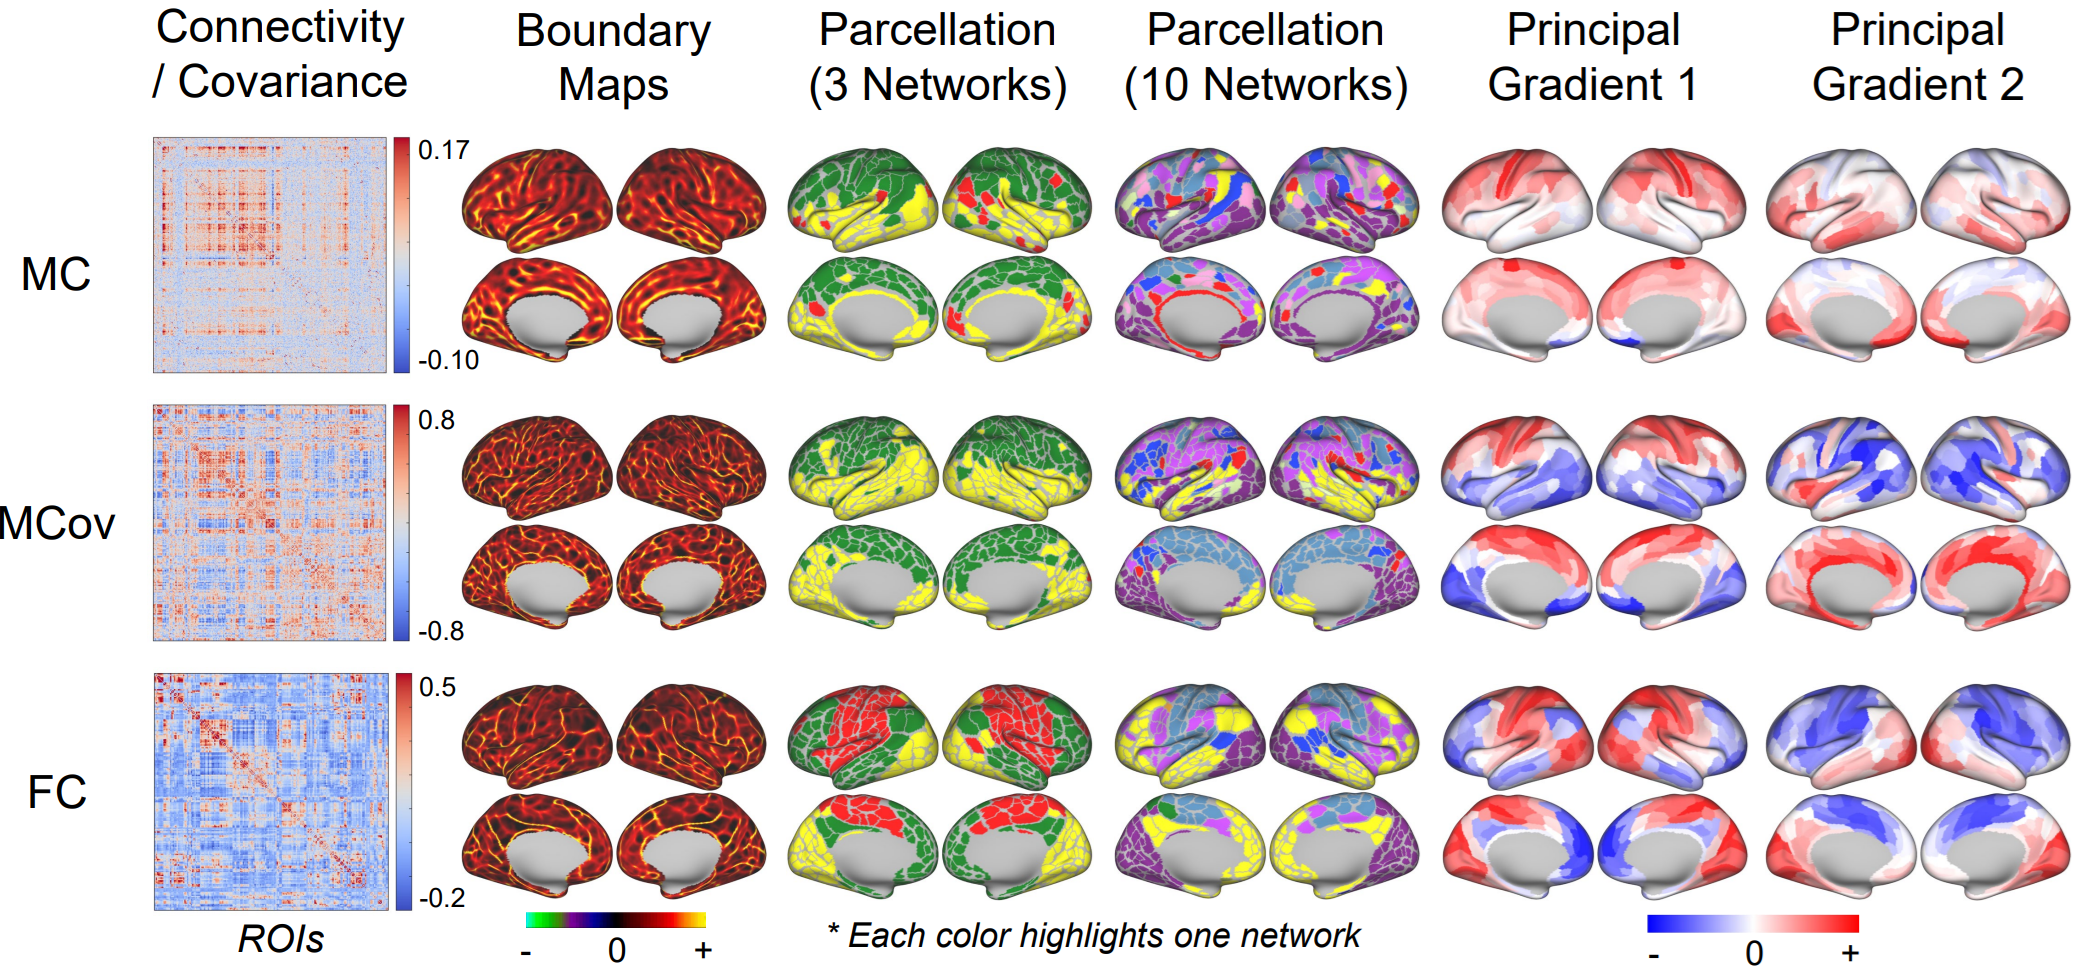 Connectivity
/ Covariance
Boundary
Maps
Parcellation
(3 Networks)
Parcellation
(10 Networks)
Principal
Gradient 1
Principal
Gradient 2
MC
0.17
-0.10
MCov
0.8
-0.8
FC
0.5
-0.2
ROIs
- 0 +
* Each color highlights one network
- 0 +